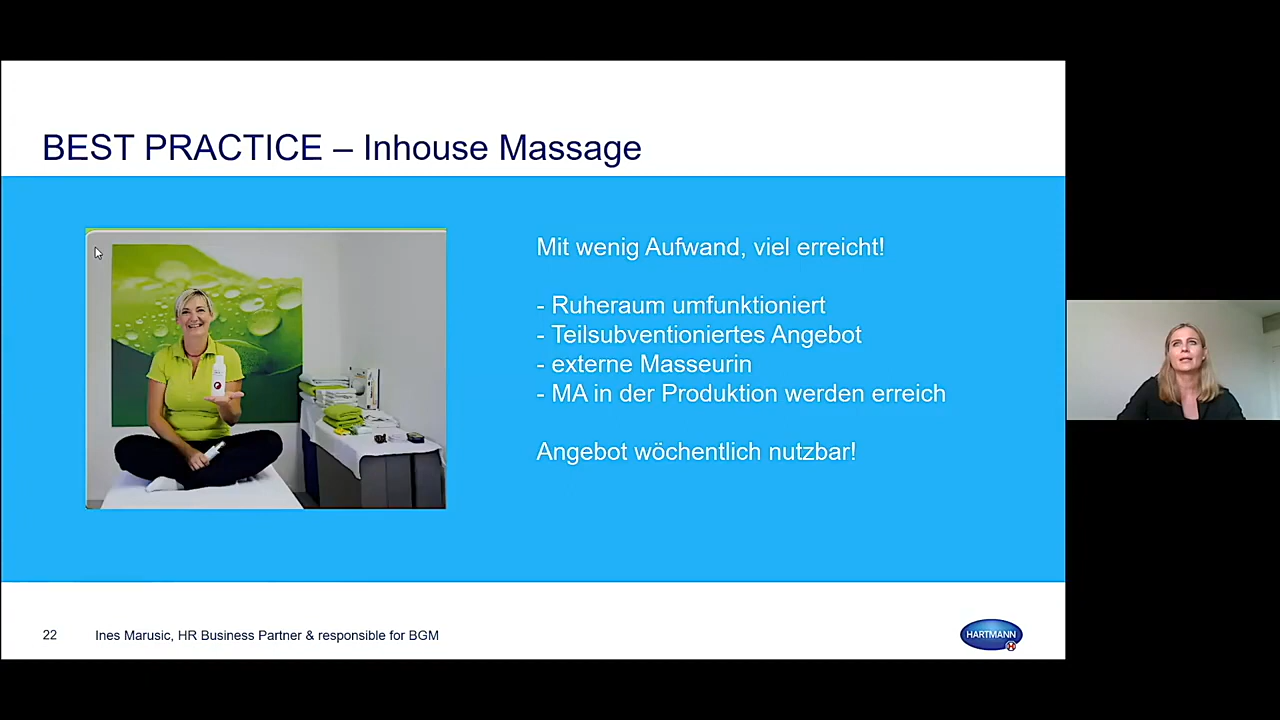 BEST PRACTICE – Inhouse Massage
Mit wenig Aufwand, viel erreicht!
- Ruheraum umfunktioniert
- Teilsubventioniertes Angebot
- externe Masseurin
- MA in der Produktion werden erreich
Angebot wöchentlich nutzbar!
22
Ines Marusic, HR Business Partner & responsible for BGM
HARTMANN